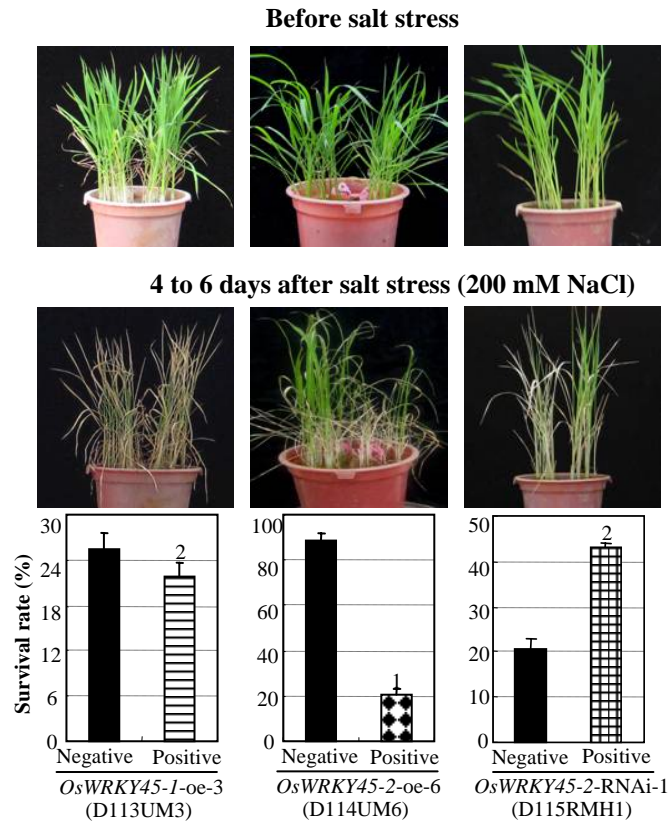 Before salt stress
4 to 6 days after salt stress (200 mM NaCl)
Survival rate (%)
30
24
18
12
6
0
2
Negative Positive
OsWRKY45-1-oe-3
(D113UM3)
100
80
60
40
20
0
1
Negative Positive
OsWRKY45-2-oe-6
(D114UM6)
50
40
30
20
10
0
2
Negative Positive
OsWRKY45-2-RNAi-1
(D115RMH1)